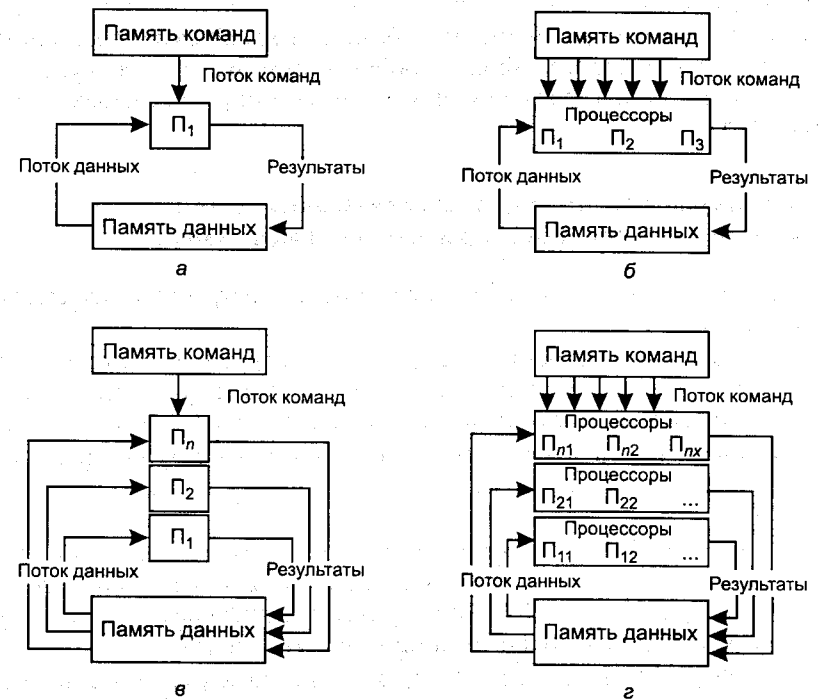 Память команд
Поток команд
П1
Поток данных
Результаты
Память данных
а
Память команд
Поток команд
Процессоры
П1 П2 П3
Поток данных
Результаты
Память данных
б
Память команд
Поток команд
Пn
П2
П1
Поток данных
Результаты
Память данных
в
Память команд
Поток команд
Процессоры
Пn1 Пn2 Пnx
Процессоры
П21 П22 ...
Процессоры
П11 П12 ...
Поток данных
Результаты
Память данных
г